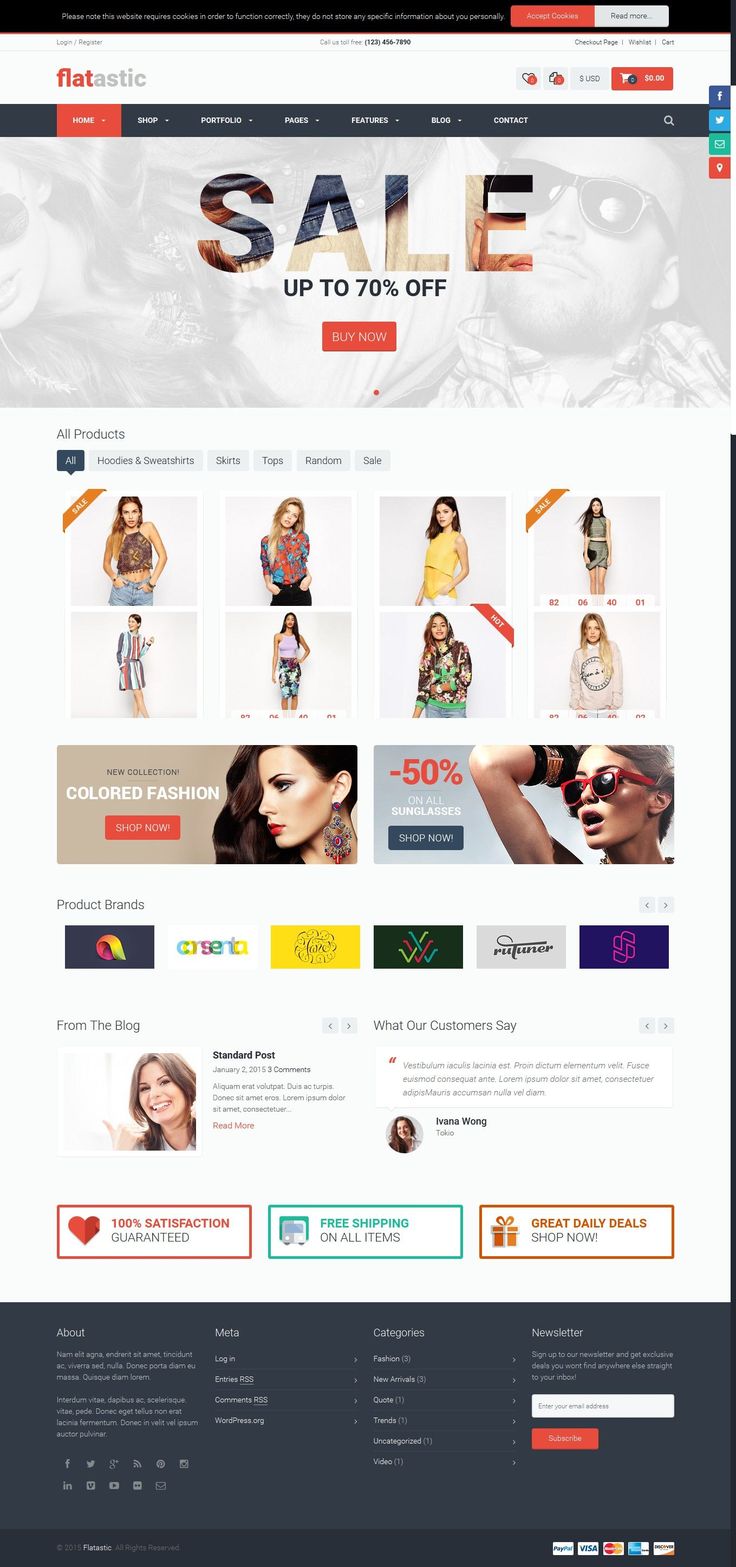 Please note this website requires cookies in order to function correctly, they do not store any specific information about you personally.
Accept Cookies
Read more...
Login / Register
Call us toll free: (123) 456-7890
Checkout Page | Wishlist | Cart
flatastic
$ USD
0
$0.00
HOME
SHOP
PORTFOLIO
PAGES
FEATURES
BLOG
CONTACT
SALE
UP TO 70% OFF
BUY NOW
All Products
All
Hoodies & Sweatshirts
Skirts
Tops
Random
Sale
SALE
SALE
82 06 40 01
HOT
82 06 40 01
82 06 40 02
NEW COLLECTION!
COLORED FASHION
SHOP NOW!
-50%
ON ALL
SUNGLASSES
SHOP NOW!
Product Brands
consenta
love
ruTuner
From The Blog
Standard Post
January 2, 2015 3 Comments
Aliquam erat volutpat. Duis ac turpis.
Donec sit amet eros. Lorem ipsum dolor
sit amet, consectetuer...
Read More
What Our Customers Say
“ Vestibulum iaculis lacinia est. Proin dictum elementum velit. Fusce
euismod consequat ante. Lorem ipsum dolor sit amet, consectetuer
adipisMauris accumsan nulla vel diam.
Ivana Wong
Tokio
100% SATISFACTION
GUARANTEED
FREE SHIPPING
ON ALL ITEMS
GREAT DAILY DEALS
SHOP NOW!
About
Nam elit agna, endrerit sit amet, tincidunt
ac, viverra sed, nulla. Donec porta diam eu
massa. Quisque diam lorem.
Interdum vitae, dapibus ac, scelerisque.
vitae, pede. Donec eget tellus non erat
lacinia fermentum. Donec in velit vel ipsum
auctor pulvinar.
Meta
Log in
Entries RSS
Comments RSS
WordPress.org
Categories
Fashion (3)
New Arrivals (3)
Quote (1)
Trends (1)
Uncategorized (1)
Video (1)
Newsletter
Sign up to our newsletter and get exclusive
deals you wont find anywhere else straight
to your inbox!
Enter your email address
Subscribe
© 2015 Flatastic. All Rights Reserved.
PayPal
VISA
DISCOVER